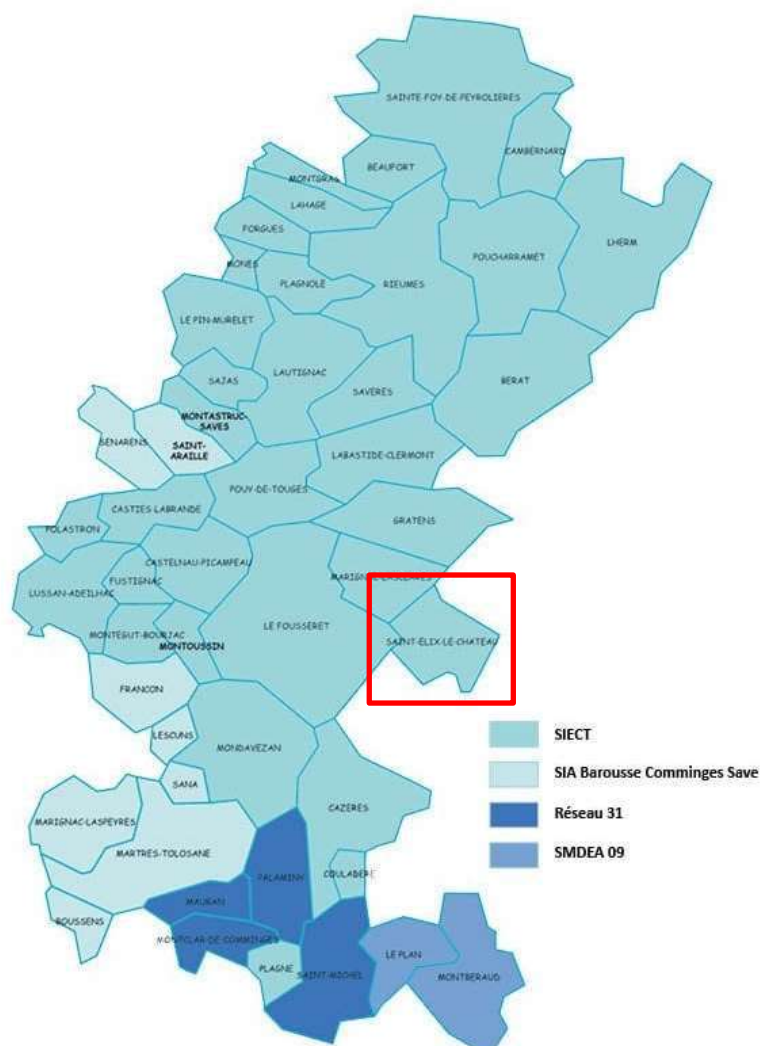 SAINTE-FOY-DE-PEYROLIERES
CAMBERNARD
BEAUFORT
MONTGRAS
LAHAGE
FORGUES
LHERM
POUCHARRAMET
MONES
PLAGNOLE
RIEUMES
LE PIN-MURELET
LAUTIGNAC
SAJAS
BERAT
SAVERES
MONTASTRUC-
SAVES
SENARENS
SAINT-
ARAILLE
LABASTIDE-CLERMONT
POUY-DE-TOUGES
CASTIES-LABRANDE
GRATENS
POLASTRON
CASTELNAU-PICAMPEAU
MARIGNAC-LASCLARES
FUSTIGNAC
LUSSAN-ADEILHAC
LE FOUSSERET
MONTEGUT-BOURJAC
SAINT-ELIX-LE-CHATEAU
MONTOUSSIN
FRANCON
LESCUNS
MONDAVEZAN
SANA
CAZERES
MARIGNAC-LASPEYRES
MARTRES-TOLOSANE
PALAMINY
COULADERE
MAURAN
BOUSSENS
MONTCLAR-DE-COMMINGES
PLAGNE
SAINT-MICHEL
LE PLAN
MONTBERAUD
SIECT
SIA Barousse Comminges Save
Réseau 31
SMDEA 09